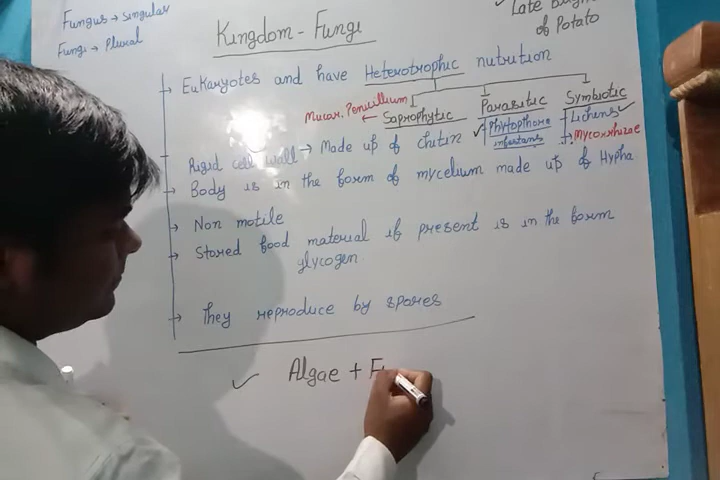 Fungus → Singular
Fungi → Plural
Late
of Potato
Kingdom - Fungi
→ Eukaryotes and have Heterotrophic nutrition
Mucor, Penicillium ← Saprophytic
Parasitic
Phytophthora
infestans
Symbiotic
Lichens
→ Mycorrhizae
→ Rigid cell wall → Made up of chitin
→ Body is in the form of mycelium made up of Hypha
→ Non motile
→ Stored food material if present is in the form
glycogen
→ They reproduce by spores
✓ Algae + F